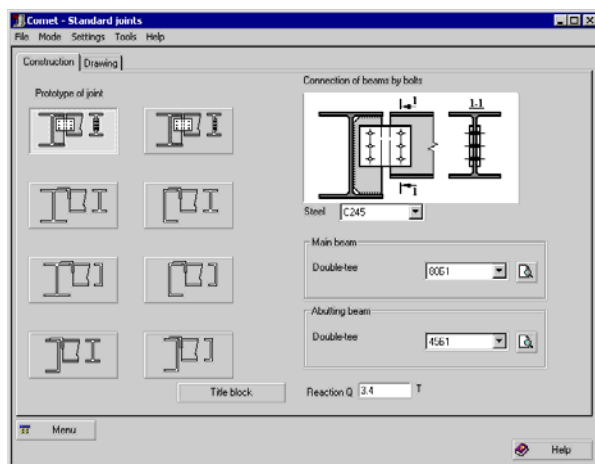 Comet - Standard joints
File Mode Settings Tools Help
Construction Drawing
Prototype of joint
Connection of beams by bolts
1 1-1
1
Steel C245
Main beam
Double-tee 80Б1
Abutting beam
Double-tee 45Б1
Title block
Reaction Q 3.4 T
Menu
Help